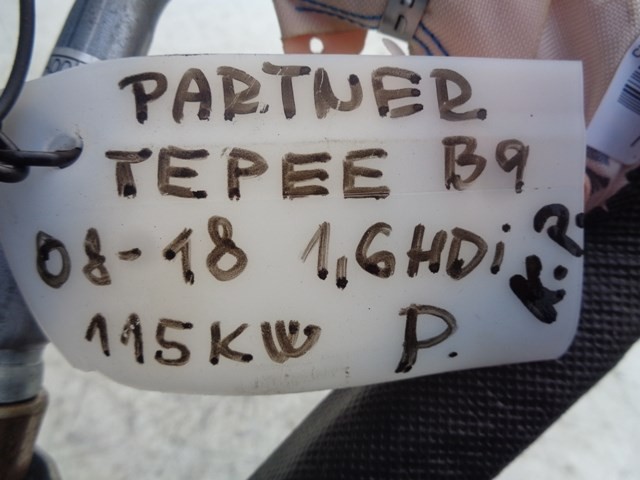 PARTNER
TEPEE B9
08-18 1,6HDi
115KW P.
K.P.